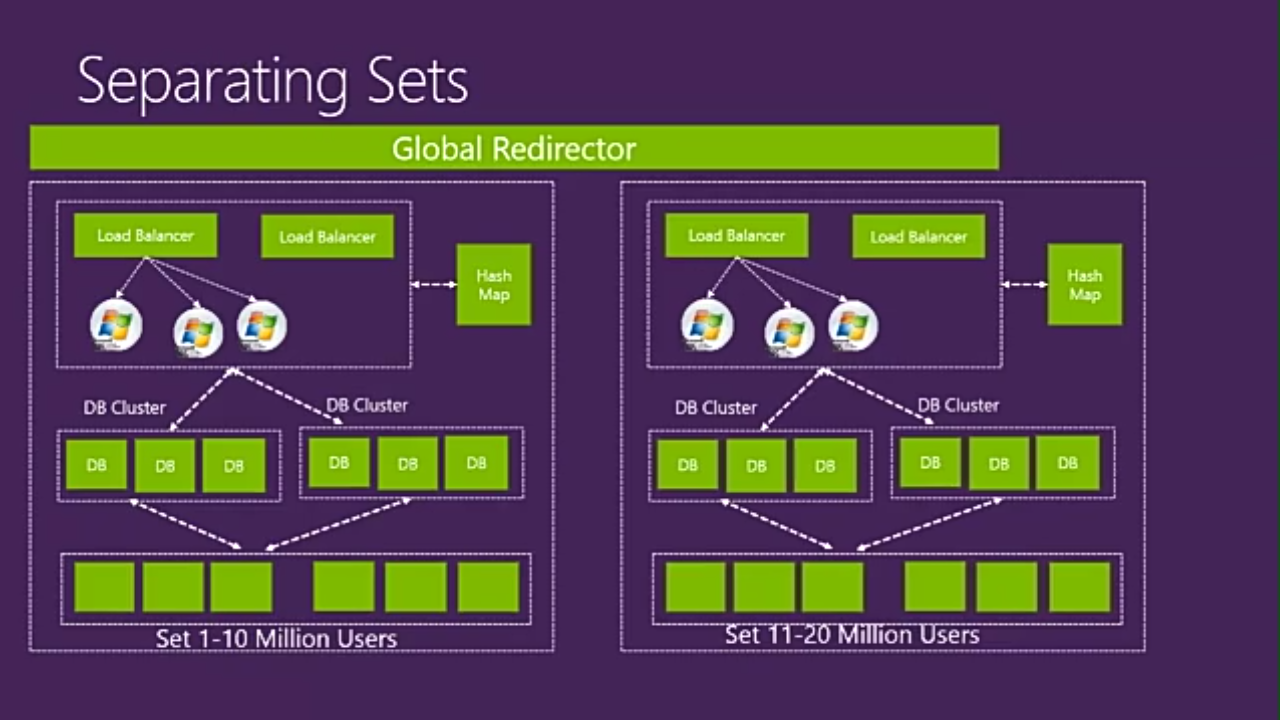 Separating Sets
Global Redirector
Load Balancer
Load Balancer
Hash
Map
DB Cluster
DB Cluster
DB
DB
DB
DB
DB
DB
Set 1-10 Million Users
Load Balancer
Load Balancer
Hash
Map
DB Cluster
DB Cluster
DB
DB
DB
DB
DB
DB
Set 11-20 Million Users